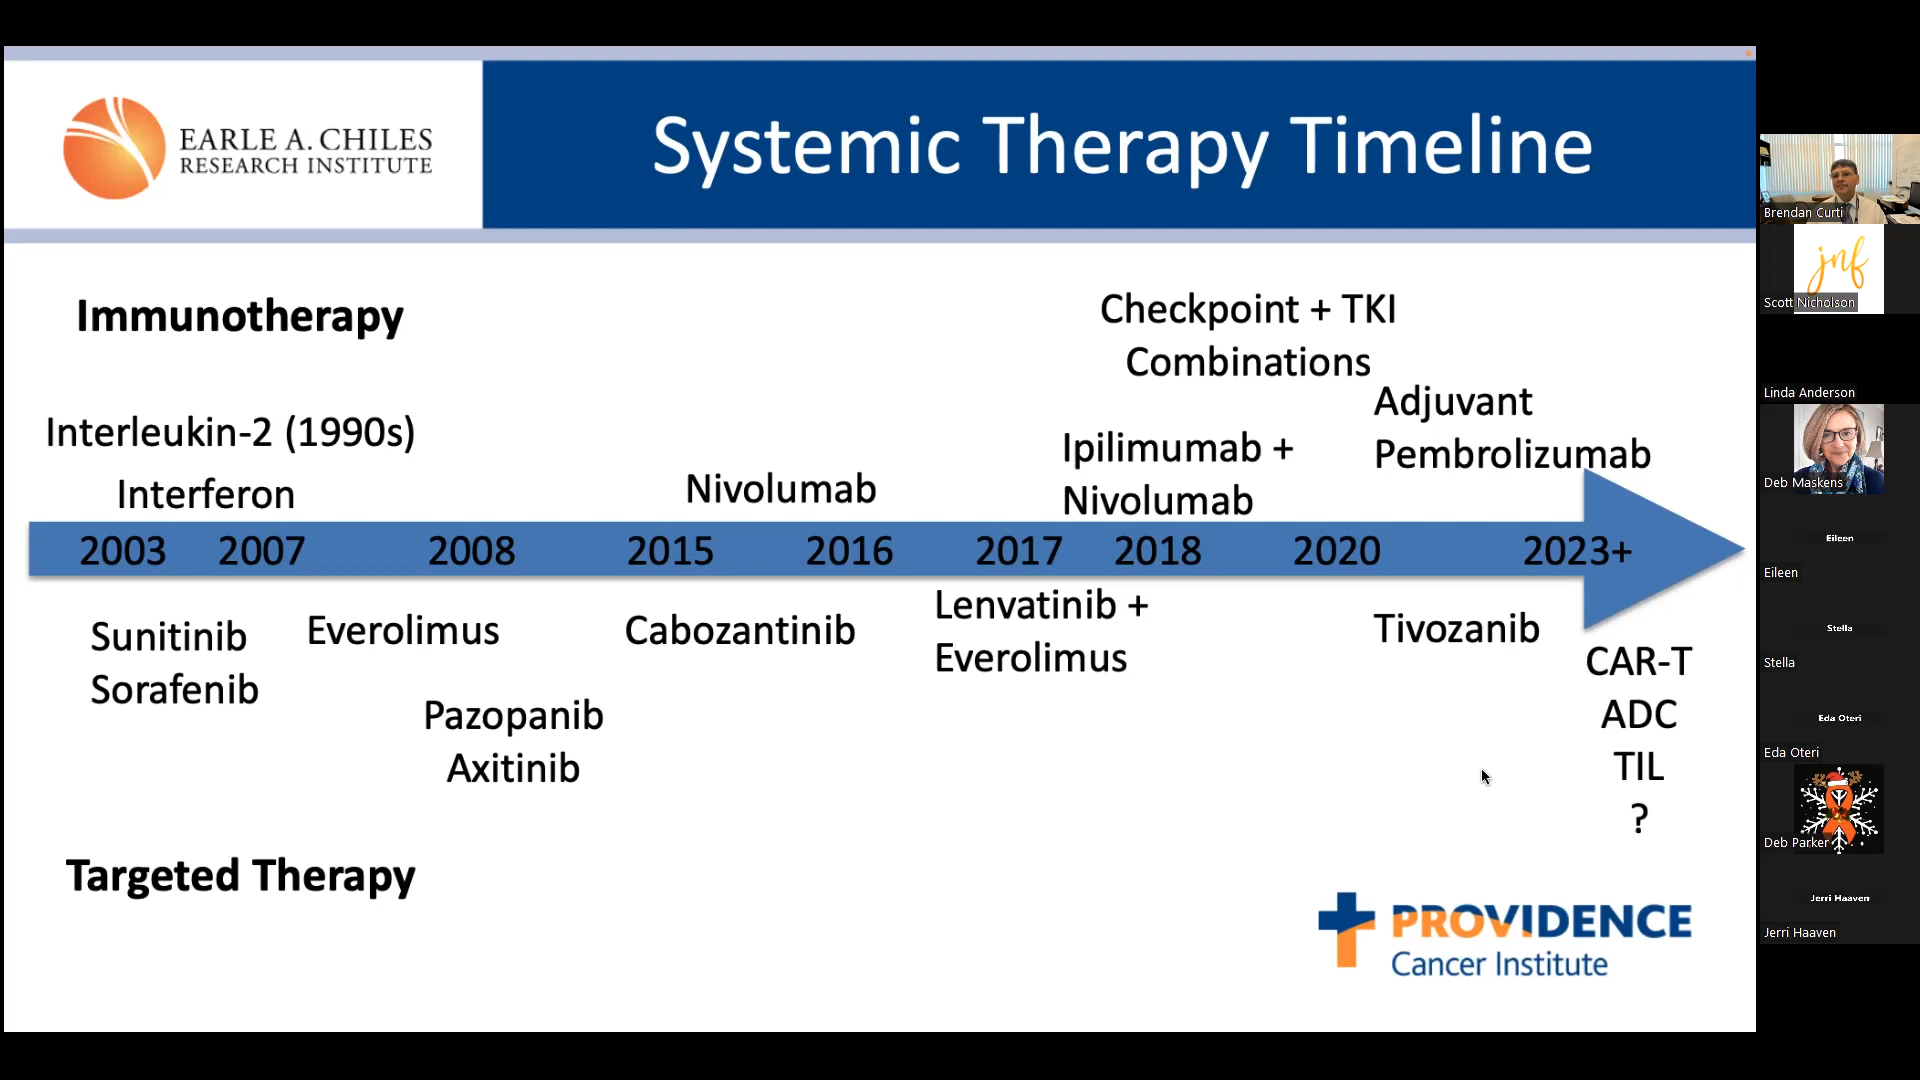 EARLE A. CHILES
RESEARCH INSTITUTE
Systemic Therapy Timeline
Immunotherapy
Checkpoint + TKI
Combinations
Adjuvant
Pembrolizumab
Interleukin-2 (1990s)
Interferon
Nivolumab
Ipilimumab +
Nivolumab
2003 2007 2008 2015 2016 2017 2018 2020 2023+
Sunitinib
Sorafenib
Everolimus
Pazopanib
Axitinib
Cabozantinib
Lenvatinib +
Everolimus
Tivozanib
CAR-T
ADC
TIL
?
Targeted Therapy
PROVIDENCE
Cancer Institute
Brendan Curti
jnf
Scott Nicholson
Linda Anderson
Deb Maskens
Eileen
Eileen
Stella
Stella
Eda Oteri
Eda Oteri
Deb Parker
Jerri Haaven
Jerri Haaven